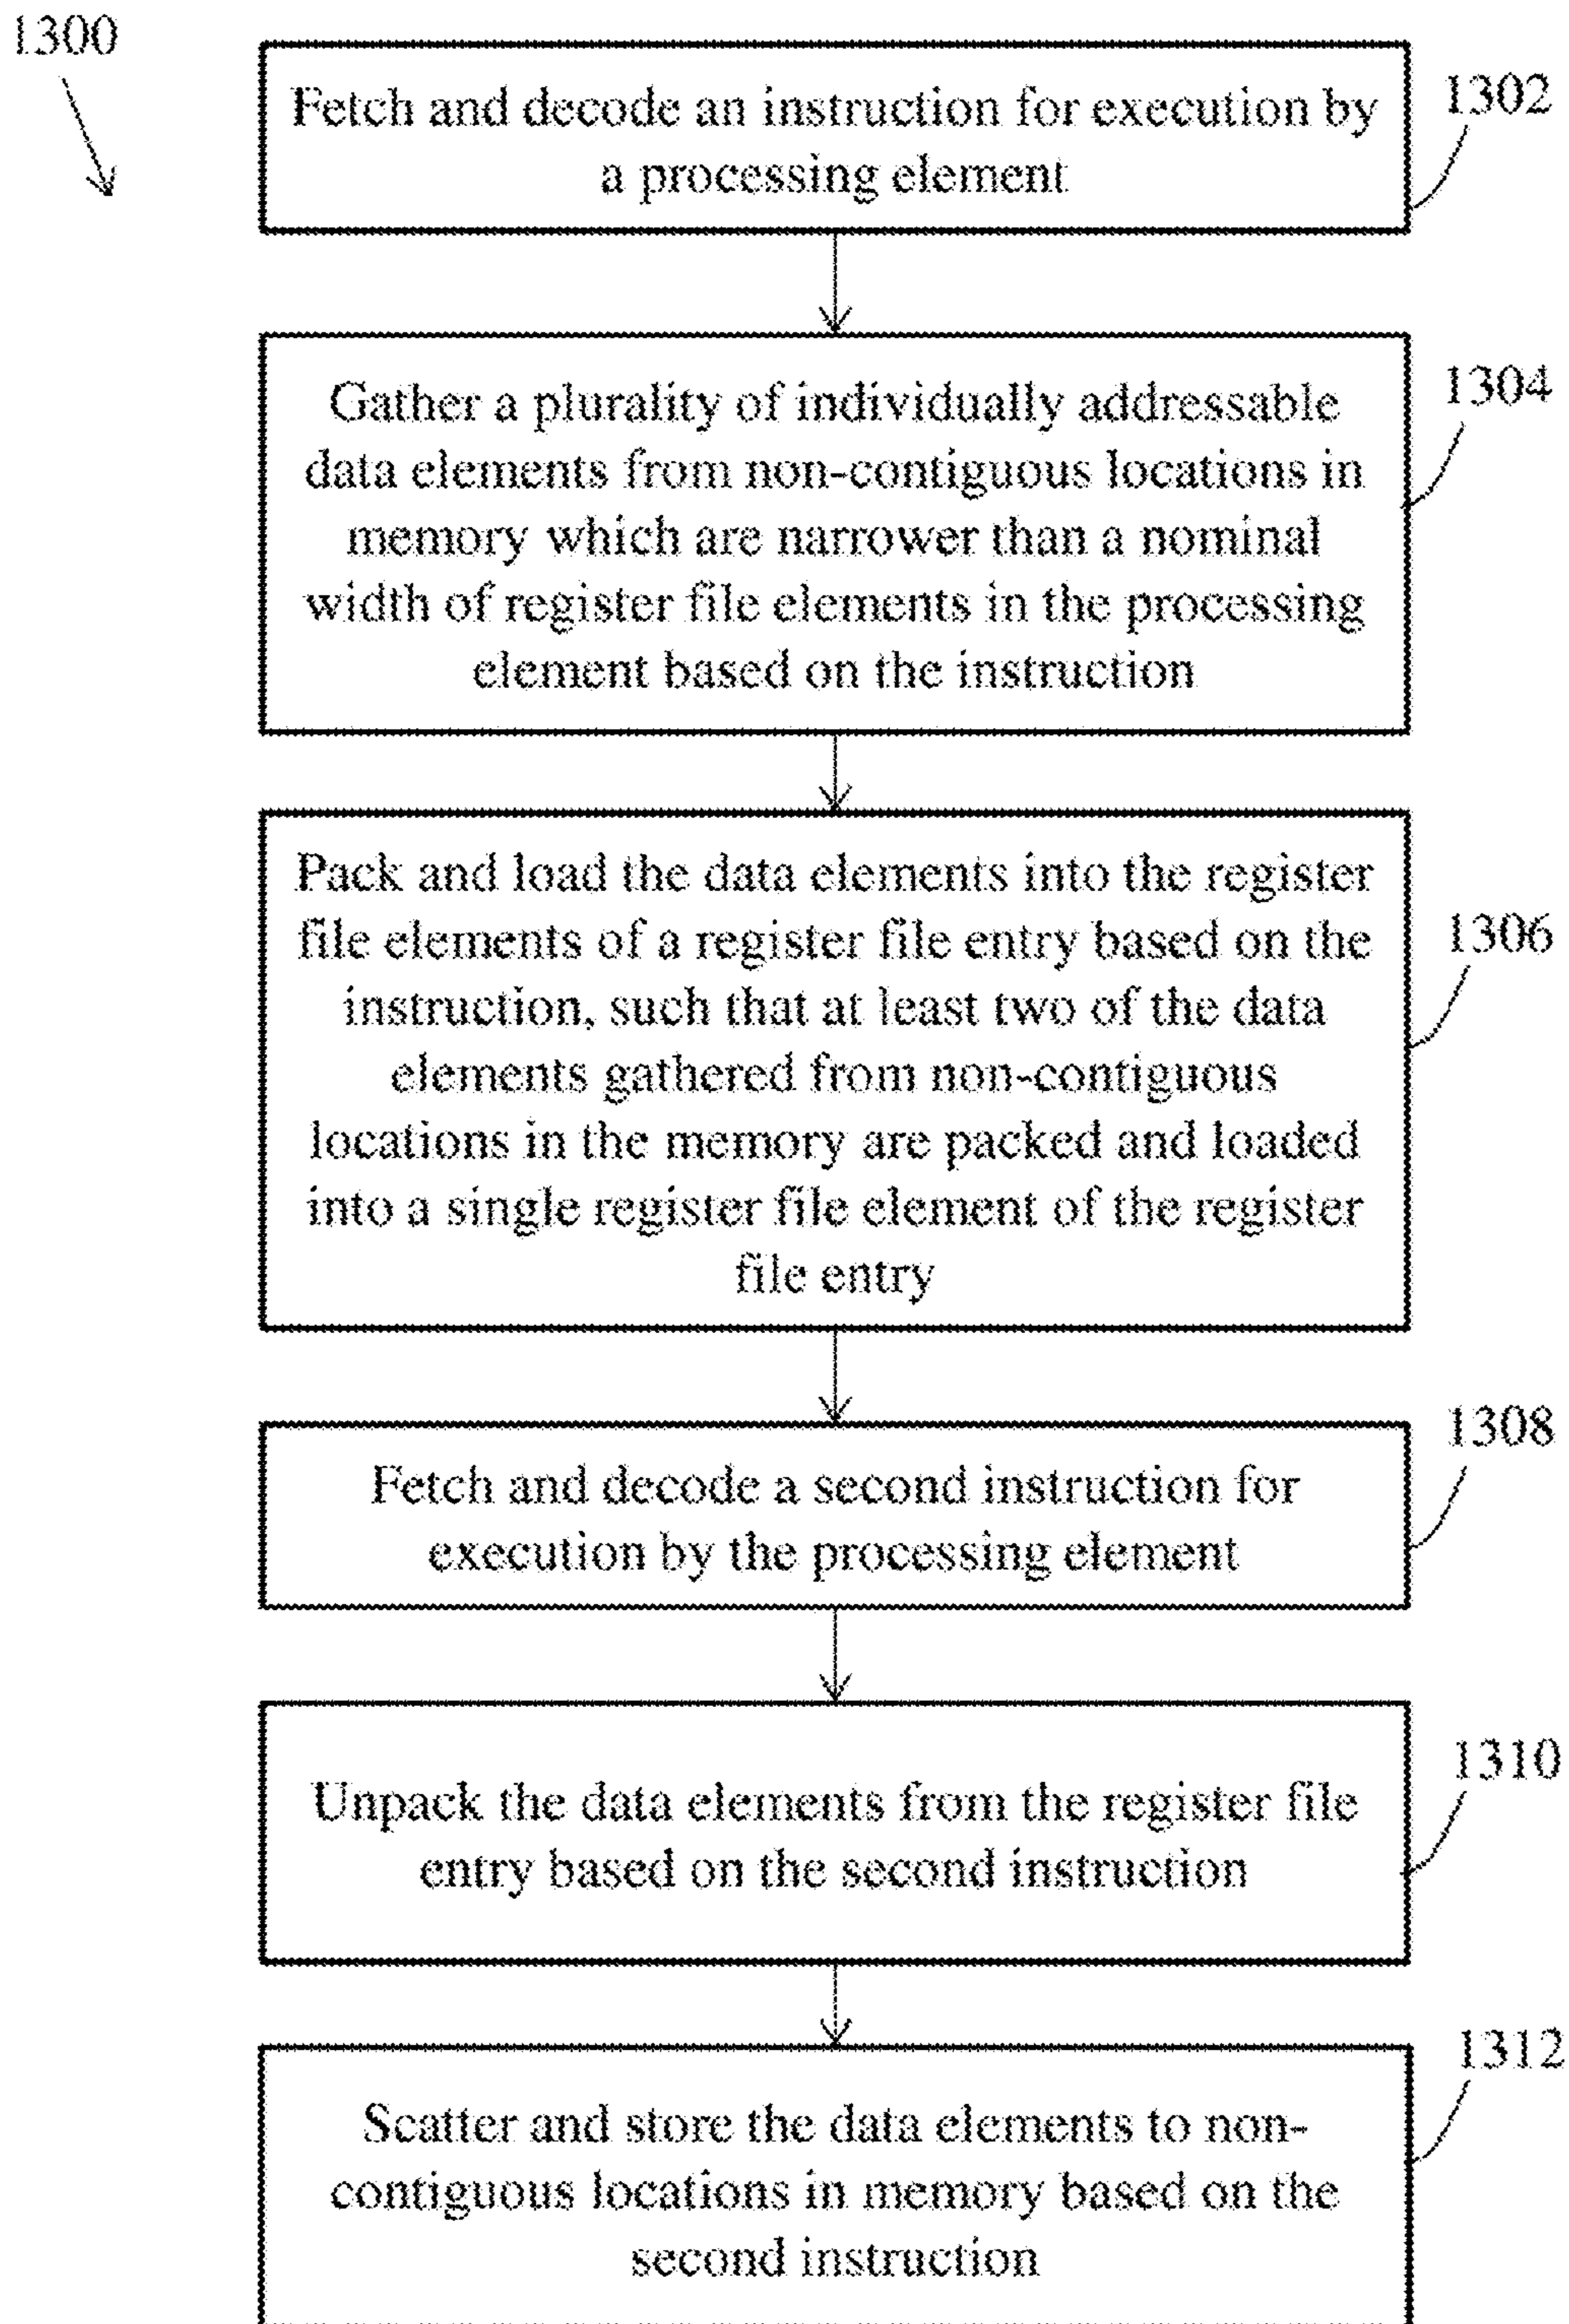 1300
Fetch and decode an instruction for execution by
a processing element
1302
Gather a plurality of individually addressable
data elements from non-contiguous locations in
memory which are narrower than a nominal
width of register file elements in the processing
element based on the instruction
1304
Pack and load the data elements into the register
file elements of a register file entry based on the
instruction, such that at least two of the data
elements gathered from non-contiguous
locations in the memory are packed and loaded
into a single register file element of the register
file entry
1306
Fetch and decode a second instruction for
execution by the processing element
1308
Unpack the data elements from the register file
entry based on the second instruction
1310
Scatter and store the data elements to non-
contiguous locations in memory based on the
second instruction
1312